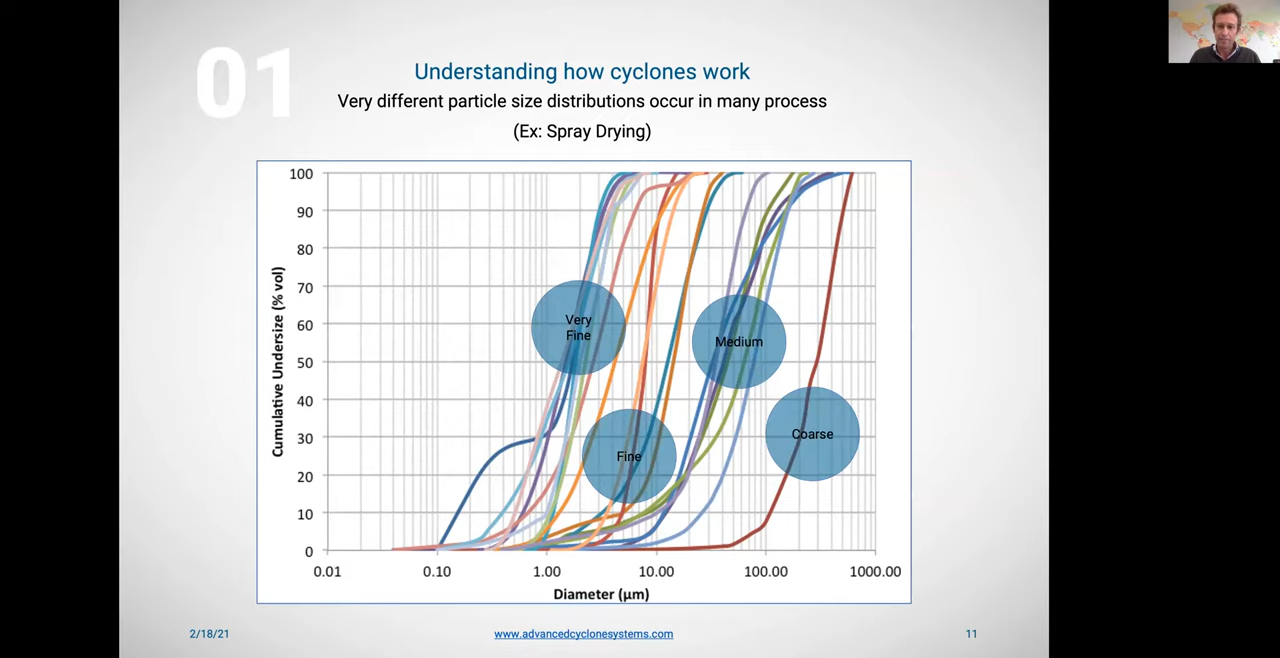 01
Understanding how cyclones work
Very different particle size distributions occur in many process
(Ex: Spray Drying)
Cumulative Undersize (% vol)
100
90
80
70
60
50
40
30
20
10
0
Very
Fine
Medium
Coarse
Fine
0.01 0.10 1.00 10.00 100.00 1000.00
Diameter (µm)
2/18/21 www.advancedcyclonesystems.com 11